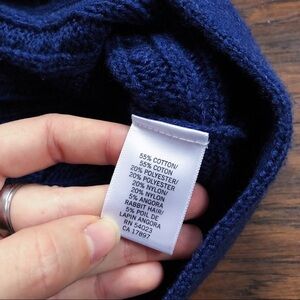 55% COTTON/
55% COTON
20% POLYESTER/
20% POLYESTER
20% NYLON/
20% NYLON
5% ANGORA
RABBIT HAIR/
5% POIL DE
LAPIN ANGORA
RN 54023
CA 17897